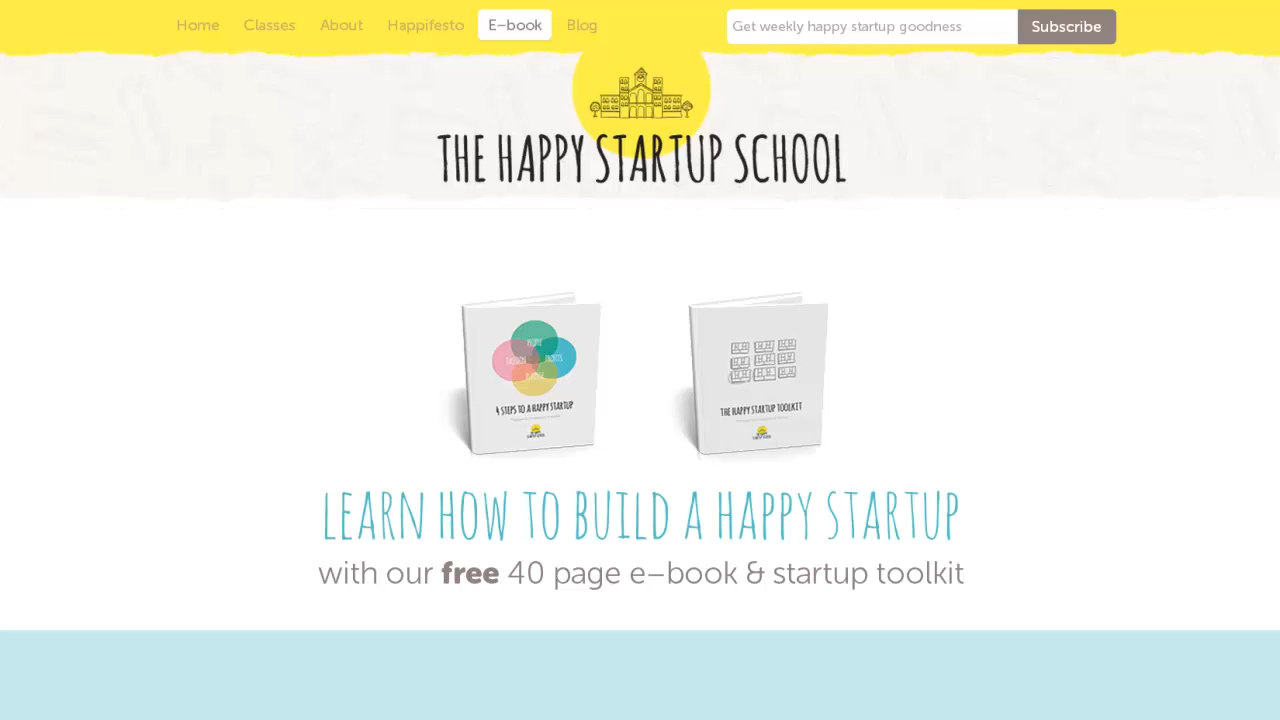 Home Classes About Happifesto E-book Blog
Get weekly happy startup goodness Subscribe
THE HAPPY STARTUP SCHOOL
4 STEPS TO A HAPPY STARTUP
THE HAPPY STARTUP TOOLKIT
LEARN HOW TO BUILD A HAPPY STARTUP
with our free 40 page e-book & startup toolkit